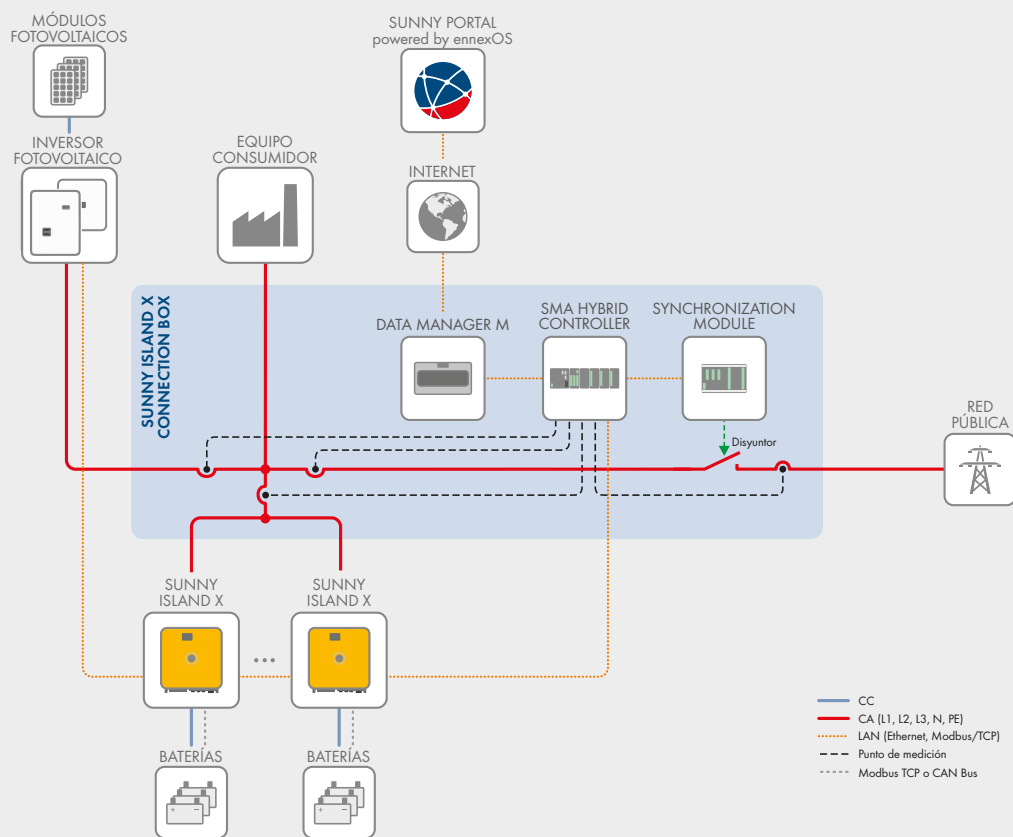 MÓDULOS
FOTOVOLTAICOS
SUNNY PORTAL
powered by ennexOS
INVERSOR
FOTOVOLTAICO
EQUIPO
CONSUMIDOR
INTERNET
SUNNY ISLAND X
CONNECTION BOX
DATA MANAGER M
SMA HYBRID
CONTROLLER
SYNCHRONIZATION
MODULE
RED
PÚBLICA
Disyuntor
SUNNY
ISLAND X
SUNNY
ISLAND X
...
BATERÍAS
BATERÍAS
CC
CA (L1, L2, L3, N, PE)
LAN (Ethernet, Modbus/TCP)
Punto de medición
Modbus TCP o CAN Bus